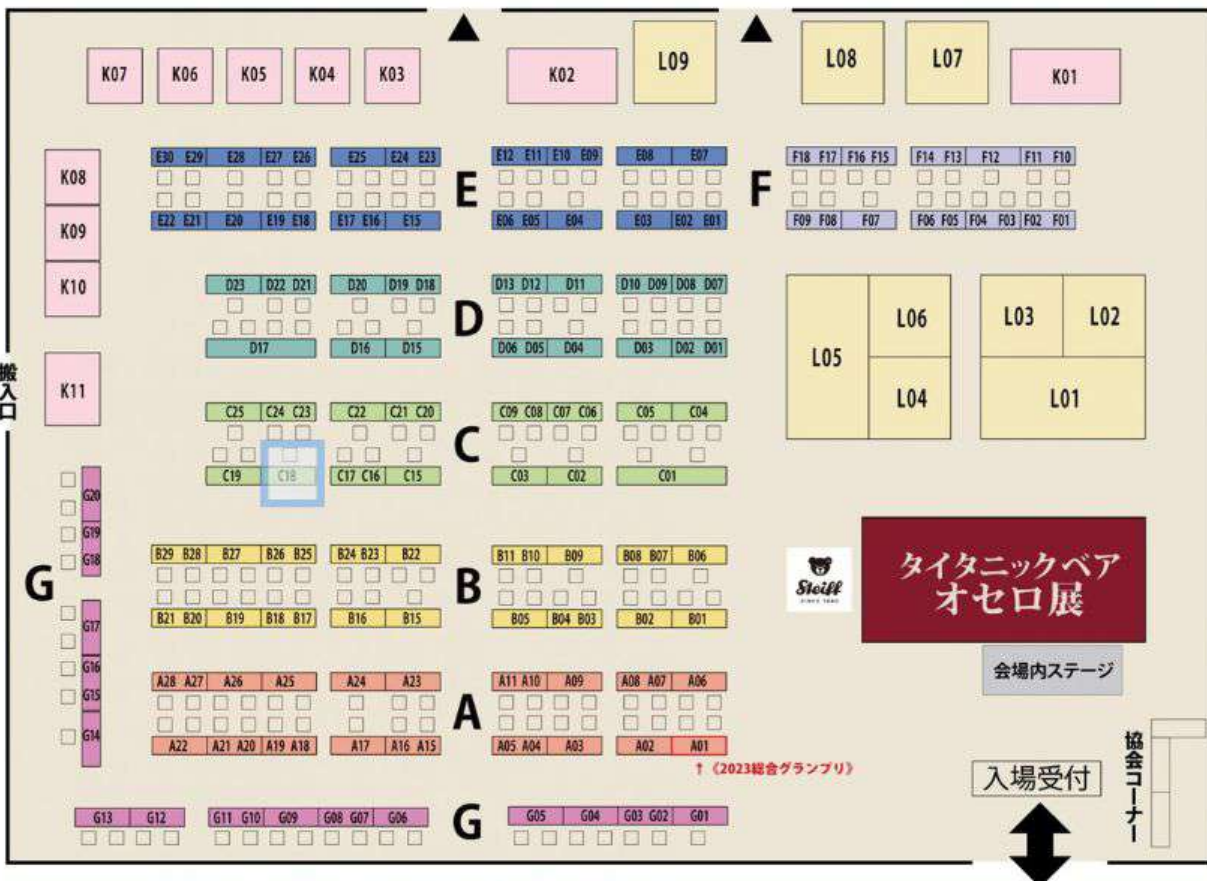 K07 K06 K05 K04 K03 K02 L09 L08 L07 K01
K08
K09
K10
搬入口
K11
E30 E29 E28 E27 E26 E25 E24 E23 E12 E11 E10 E09 E08 E07
E
E22 E21 E20 E19 E18 E17 E16 E15 E06 E05 E04 E03 E02 E01
F18 F17 F16 F15 F14 F13 F12 F11 F10
F
F09 F08 F07 F06 F05 F04 F03 F02 F01
D23 D22 D21 D20 D19 D18 D13 D12 D11 D10 D09 D08 D07
D
D17 D16 D15 D06 D05 D04 D03 D02 D01
L06 L03 L02
L05
L04 L01
C25 C24 C23 C22 C21 C20 C09 C08 C07 C06 C05 C04
C
C19 C18 C17 C16 C15 C03 C02 C01
G20
G19
G18
G
G17
G16
G15
G14
B29 B28 B27 B26 B25 B24 B23 B22 B11 B10 B09 B08 B07 B06
B
B21 B20 B19 B18 B17 B16 B15 B05 B04 B03 B02 B01
Steiff
タイタニックベア
オセロ展
会場内ステージ
A28 A27 A26 A25 A24 A23 A11 A10 A09 A08 A07 A06
A
A22 A21 A20 A19 A18 A17 A16 A15 A05 A04 A03 A02 A01
↑《2023総合グランプリ》
入場受付
協会コーナー
G13 G12 G11 G10 G09 G08 G07 G06 G G05 G04 G03 G02 G01